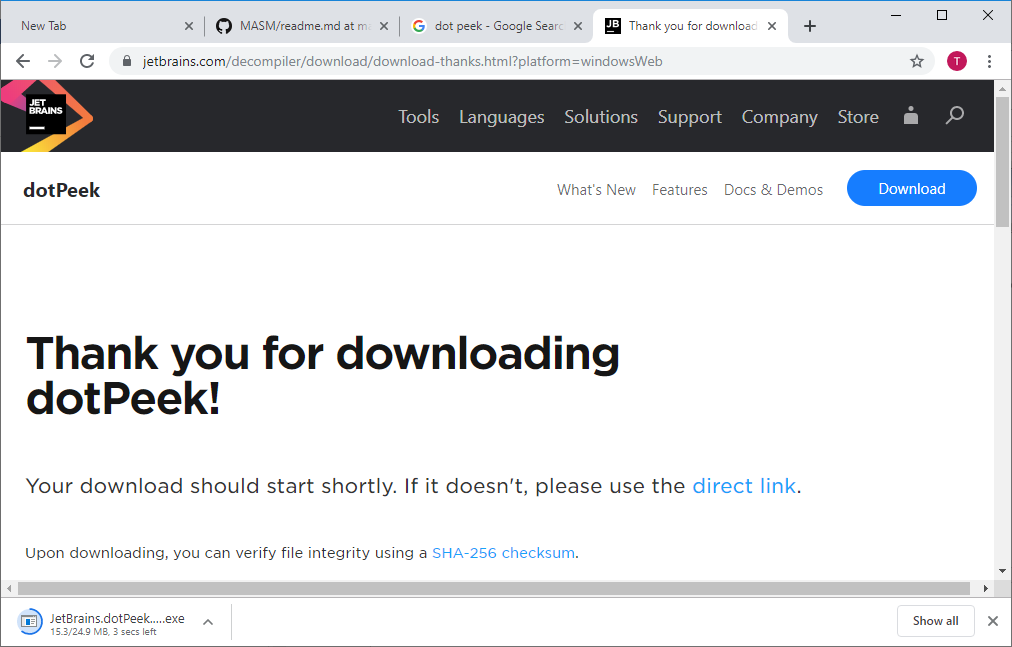 New Tab
MASM/readme.md at ma
dot peek - Google Searc
Thank you for download
jetbrains.com/decompiler/download/download-thanks.html?platform=windowsWeb
T
JB
JET
BRAINS
Tools Languages Solutions Support Company Store
dotPeek
What's New Features Docs & Demos Download
Thank you for downloading
dotPeek!
Your download should start shortly. If it doesn't, please use the direct link.
Upon downloading, you can verify file integrity using a SHA-256 checksum.
JetBrains.dotPeek.....exe
15.3/24.9 MB, 3 secs left
Show all